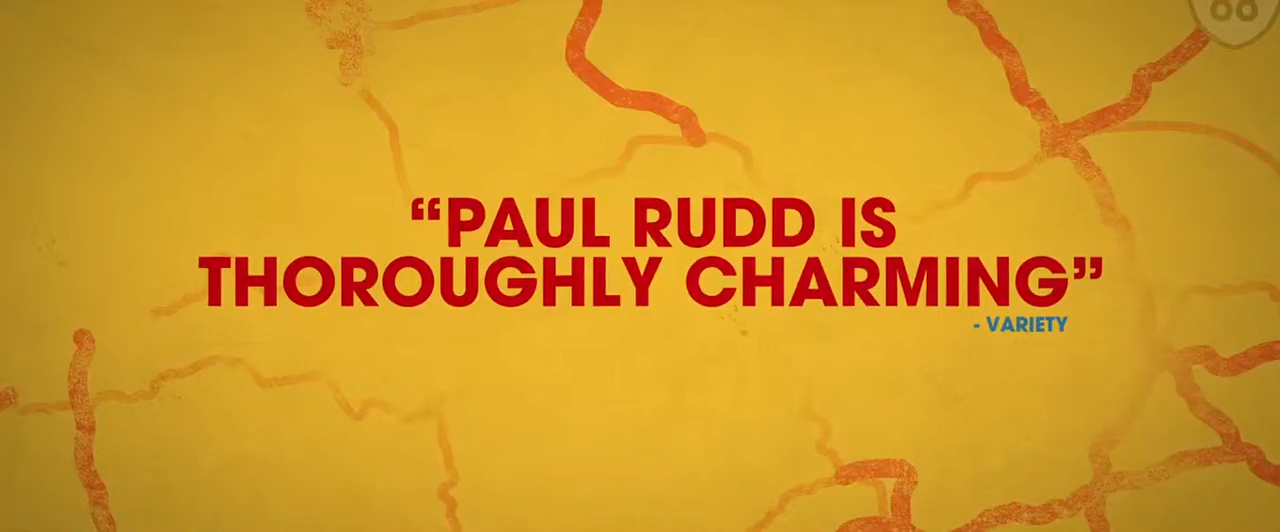 “PAUL RUDD IS
THOROUGHLY CHARMING”
- VARIETY